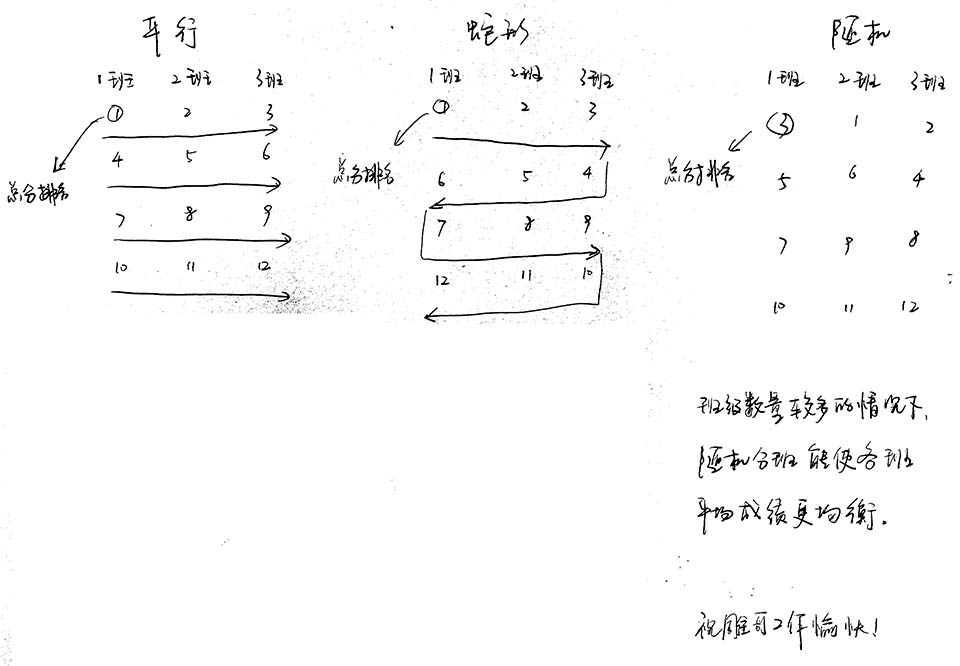 平行
1班 2班 3班
① 2 3
4 5 6
总分排名
7 8 9
10 11 12
蛇形
1班 2班 3班
① 2 3
总分排名
6 5 4
7 8 9
12 11 10
随机
1班 2班 3班
③ 1 2
总分排名
5 6 4
7 9 8
10 11 12
班级数量较多的情况下,
随机分班能使各班
平均成绩更均衡.
祝雕哥工作愉快!